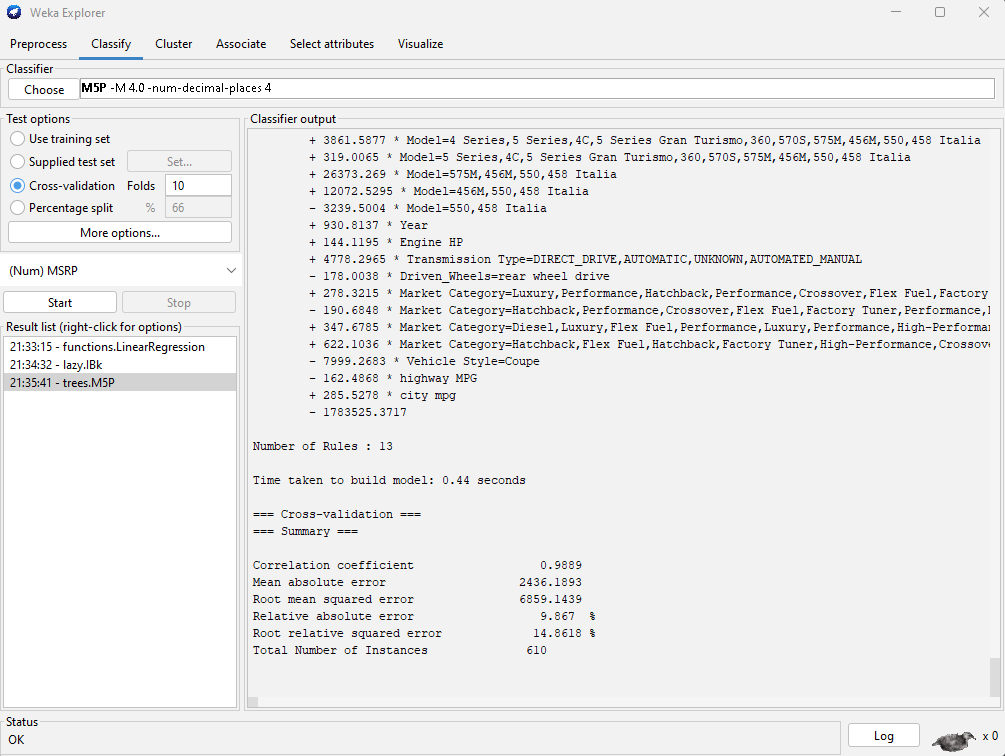 Weka Explorer
Preprocess Classify Cluster Associate Select attributes Visualize
Classifier
Choose M5P -M 4.0 -num-decimal-places 4
Test options
Use training set
Supplied test set Set...
Cross-validation Folds 10
Percentage split % 66
More options...
(Num) MSRP
Start Stop
Result list (right-click for options)
21:33:15 - functions.LinearRegression
21:34:32 - lazy.IBk
21:35:41 - trees.M5P
Classifier output
+ 3861.5877 * Model=4 Series,5 Series,4C,5 Series Gran Turismo,360,570S,575M,456M,550,458 Italia
+ 319.0065 * Model=5 Series,4C,5 Series Gran Turismo,360,570S,575M,456M,550,458 Italia
+ 26373.269 * Model=575M,456M,550,458 Italia
+ 12072.5295 * Model=456M,550,458 Italia
- 3239.5004 * Model=550,458 Italia
+ 930.8137 * Year
+ 144.1195 * Engine HP
+ 4778.2965 * Transmission Type=DIRECT_DRIVE,AUTOMATIC,UNKNOWN,AUTOMATED_MANUAL
- 178.0038 * Driven_Wheels=rear wheel drive
+ 278.3215 * Market Category=Luxury,Performance,Hatchback,Performance,Crossover,Flex Fuel,Factory
- 190.6848 * Market Category=Hatchback,Performance,Crossover,Flex Fuel,Factory Tuner,Performance,
+ 347.6785 * Market Category=Diesel,Luxury,Flex Fuel,Performance,Luxury,Performance,High-Performa
+ 622.1036 * Market Category=Hatchback,Flex Fuel,Hatchback,Factory Tuner,High-Performance,Crossov
- 7999.2683 * Vehicle Style=Coupe
- 162.4868 * highway MPG
+ 285.5278 * city mpg
- 1783525.3717
Number of Rules : 13
Time taken to build model: 0.44 seconds
=== Cross-validation ===
=== Summary ===
Correlation coefficient 0.9889
Mean absolute error 2436.1893
Root mean squared error 6859.1439
Relative absolute error 9.867 %
Root relative squared error 14.8618 %
Total Number of Instances 610
Status
OK
Log
x 0